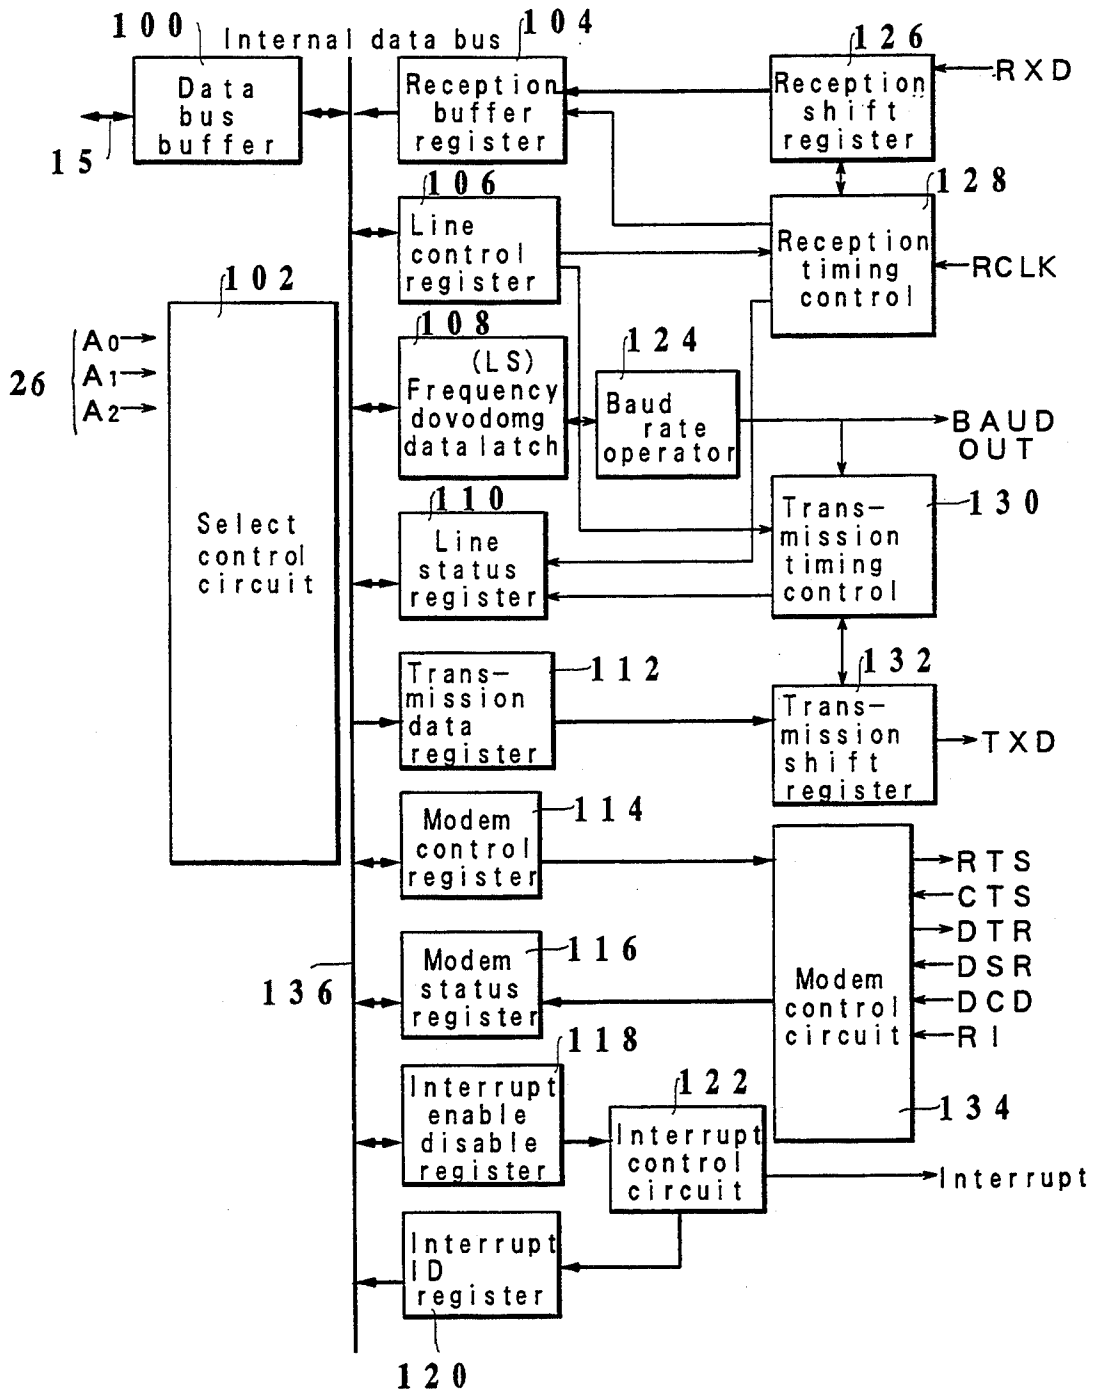 100
Internal data bus
104
126
Data
bus
buffer
15
Reception
buffer
register
Reception
shift
register
RXD
106
Line
control
register
128
Reception
timing
control
RCLK
102
A0
A1
A2
26
Select
control
circuit
108
(LS)
Frequency
dovodomg
data latch
124
Baud
rate
operator
BAUD
OUT
110
Line
status
register
130
Trans-
mission
timing
control
112
Trans-
mission
data
register
132
Trans-
mission
shift
register
TXD
114
Modem
control
register
RTS
CTS
DTR
DSR
DCD
RI
Modem
control
circuit
134
116
Modem
status
register
136
118
Interrupt
enable
disable
register
122
Interrupt
control
circuit
Interrupt
Interrupt
ID
register
120